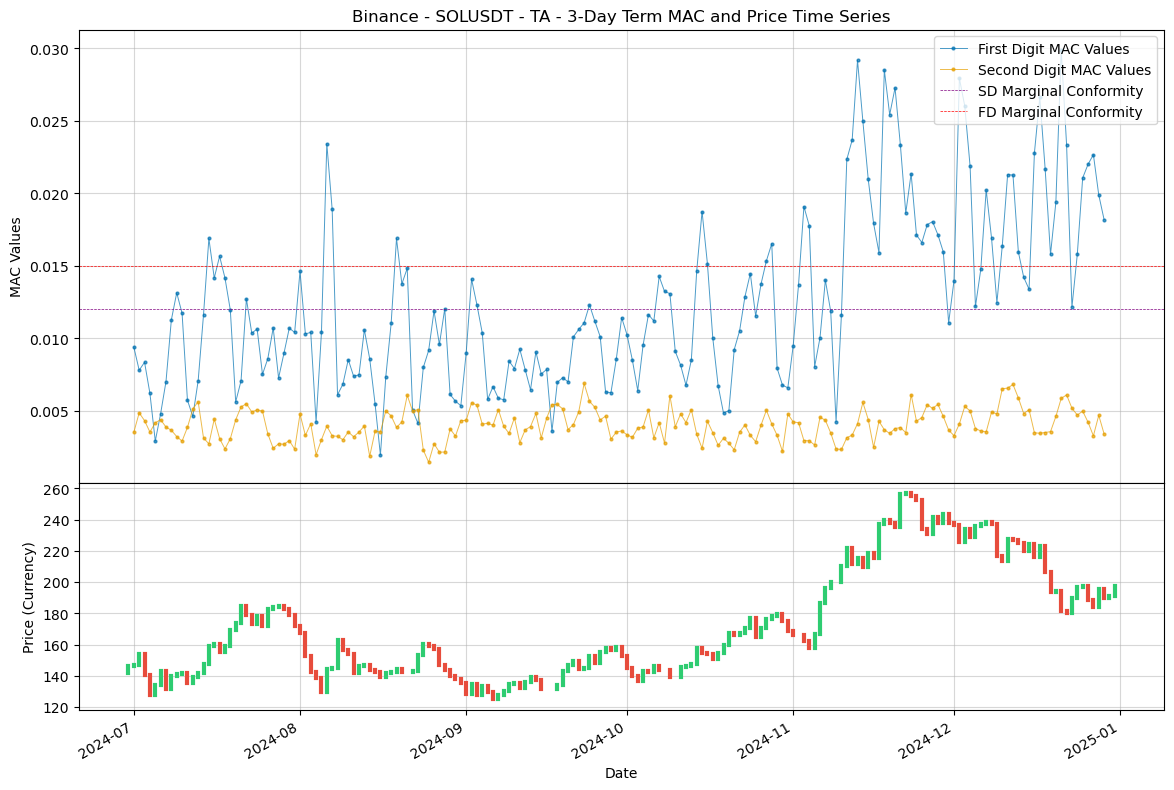 Binance - SOLUSDT - TA - 3-Day Term MAC and Price Time Series
First Digit MAC Values
Second Digit MAC Values
SD Marginal Conformity
FD Marginal Conformity
MAC Values
0.030
0.025
0.020
0.015
0.010
0.005
Price (Currency)
260
240
220
200
180
160
140
120
2024-07
2024-08
2024-09
2024-10
2024-11
2024-12
2025-01
Date